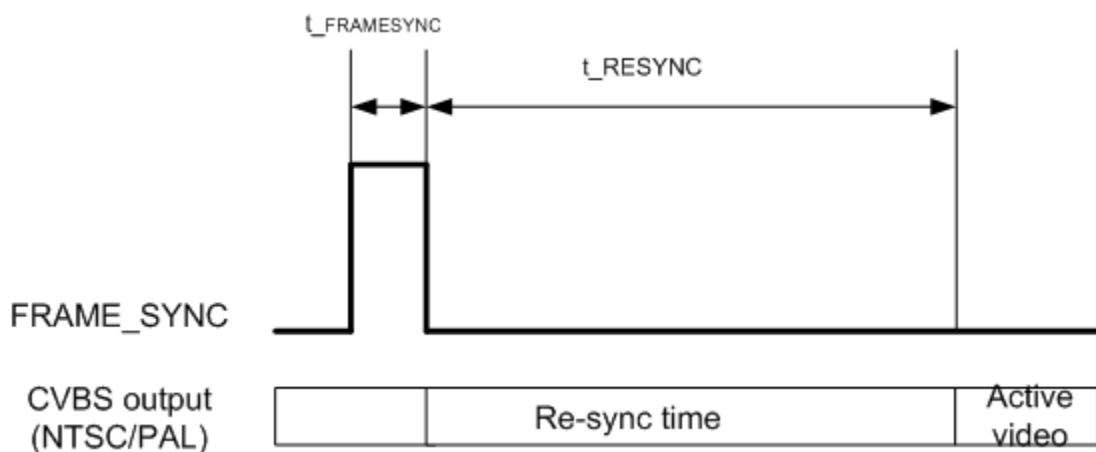 t_FRAMESYNC
t_RESYNC
FRAME_SYNC
CVBS output
(NTSC/PAL)
Re-sync time
Active
video